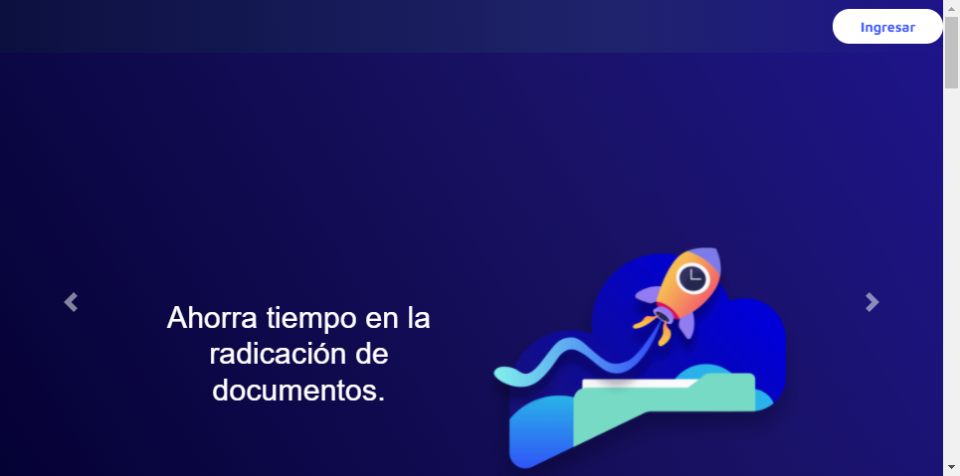 Ingresar
Ahorra tiempo en la
radicación de
documentos.